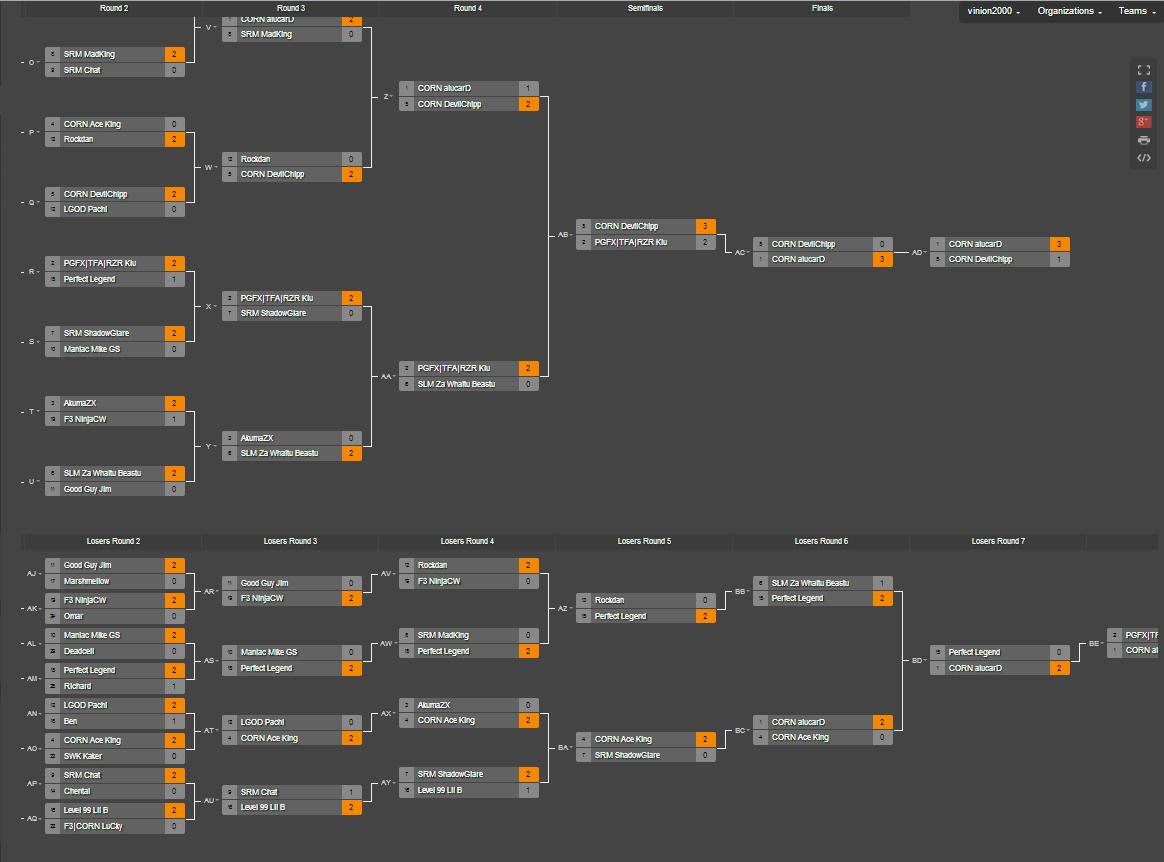 Round 2 Round 3 Round 4 Semifinals Finals
vinion2000 Organizations Teams
V CORN alucarD 2
SRM MadKing 0
O SRM MadKing 2
SRM Chat 0
Z CORN alucarD 1
CORN DevilChipp 2
P CORN Ace King 0
Rockdan 2
W Rockdan 0
CORN DevilChipp 2
Q CORN DevilChipp 2
LGOD Pachi 0
AB CORN DevilChipp 3
PGFX|TFA|RZR Klu 2
AC CORN DevilChipp 0
CORN alucarD 3
AD CORN alucarD 3
CORN DevilChipp 1
R PGFX|TFA|RZR Klu 2
Perfect Legend 1
X PGFX|TFA|RZR Klu 2
SRM ShadowGlare 0
S SRM ShadowGlare 2
Maniac Mike GS 0
AA PGFX|TFA|RZR Klu 2
SLM Za Whaltu Beastu 0
T AkumaZX 2
F3 NinjaCW 1
Y AkumaZX 0
SLM Za Whaltu Beastu 2
U SLM Za Whaltu Beastu 2
Good Guy Jim 0
Losers Round 2 Losers Round 3 Losers Round 4 Losers Round 5 Losers Round 6 Losers Round 7
AJ Good Guy Jim 2
Marshmellow 0
AK F3 NinjaCW 2
Omar 0
AL Maniac Mike GS 2
Deadcell 0
AM Perfect Legend 2
Richard 1
AN LGOD Pachi 2
Ben 1
AO CORN Ace King 2
SWK Kaker 0
AP SRM Chat 2
Chental 0
AQ Level 99 Lil B 2
F3|CORN LuCky 0
AR Good Guy Jim 0
F3 NinjaCW 2
AS Maniac Mike GS 0
Perfect Legend 2
AT LGOD Pachi 0
CORN Ace King 2
AU SRM Chat 1
Level 99 Lil B 2
AV Rockdan 2
F3 NinjaCW 0
AW SRM MadKing 0
Perfect Legend 2
AX AkumaZX 0
CORN Ace King 2
AY SRM ShadowGlare 2
Level 99 Lil B 1
AZ Rockdan 0
Perfect Legend 2
BA CORN Ace King 2
SRM ShadowGlare 0
BB SLM Za Whaltu Beastu 1
Perfect Legend 2
BC CORN alucarD 2
CORN Ace King 0
BD Perfect Legend 0
CORN alucarD 2
BE PGFX|TF
CORN al